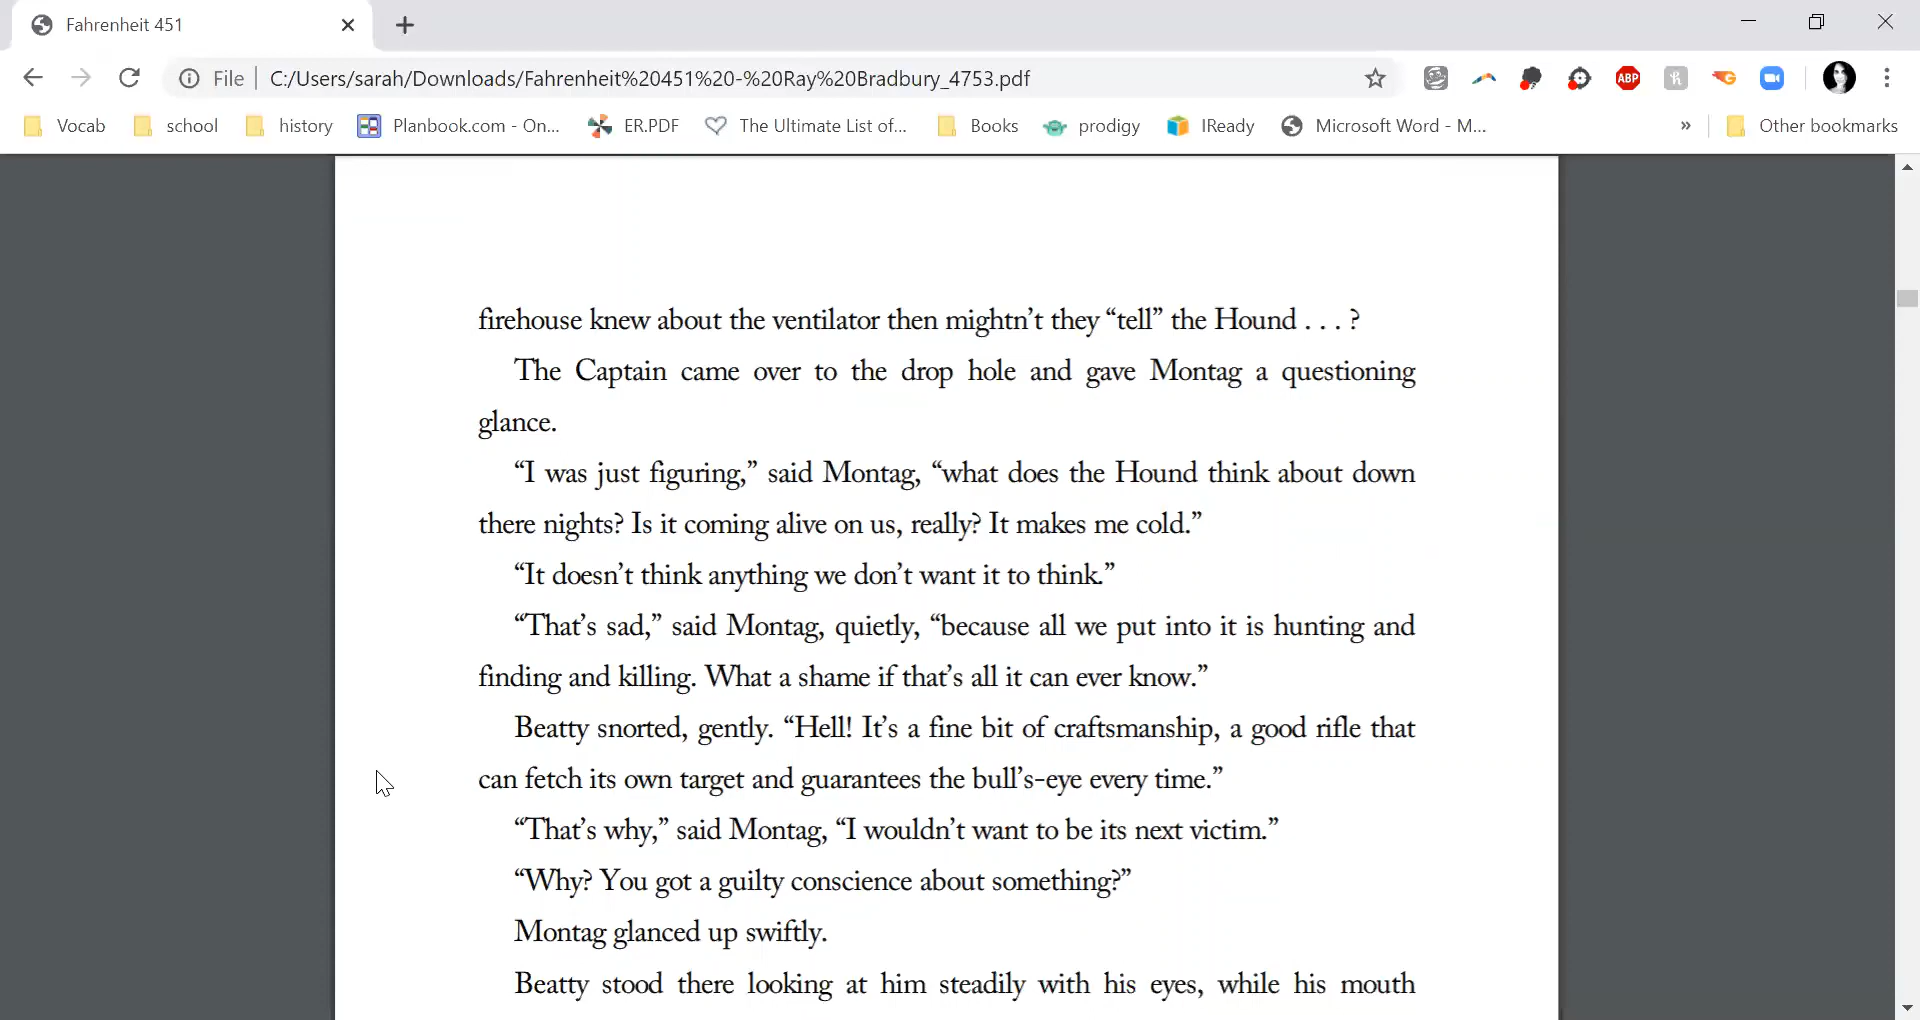 Fahrenheit 451
File
C:/Users/sarah/Downloads/Fahrenheit%20451%20-%20Ray%20Bradbury_4753.pdf
ABP
Vocab
school
history
Planbook.com - On...
ER.PDF
The Ultimate List of...
Books
prodigy
IReady
Microsoft Word - M...
»
Other bookmarks
firehouse knew about the ventilator then mightn’t they “tell” the Hound . . . ?
The Captain came over to the drop hole and gave Montag a questioning
glance.
“I was just figuring,” said Montag, “what does the Hound think about down
there nights? Is it coming alive on us, really? It makes me cold.”
“It doesn’t think anything we don’t want it to think.”
“That’s sad,” said Montag, quietly, “because all we put into it is hunting and
finding and killing. What a shame if that’s all it can ever know.”
Beatty snorted, gently. “Hell! It’s a fine bit of craftsmanship, a good rifle that
can fetch its own target and guarantees the bull’s-eye every time.”
“That’s why,” said Montag, “I wouldn’t want to be its next victim.”
“Why? You got a guilty conscience about something?”
Montag glanced up swiftly.
Beatty stood there looking at him steadily with his eyes, while his mouth